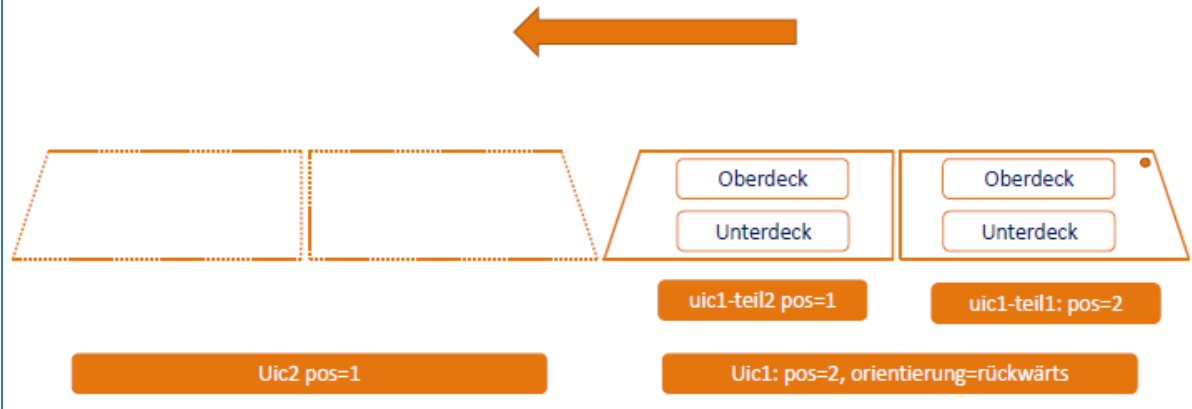 Oberdeck
Oberdeck
Unterdeck
Unterdeck
uic1-teil2 pos=1
uic1-teil1: pos=2
Uic2 pos=1
Uic1: pos=2, orientierung=rückwärts